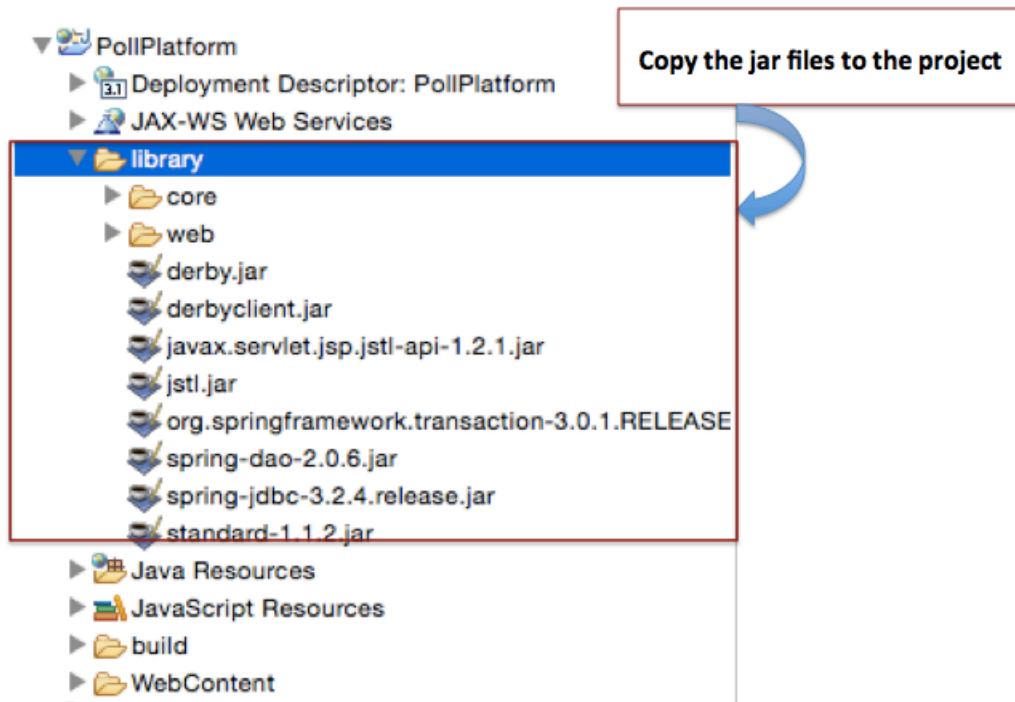 PollPlatform
Copy the jar files to the project
3.1 Deployment Descriptor: PollPlatform
JAX-WS Web Services
library
core
web
derby.jar
derbyclient.jar
javax.servlet.jsp.jstl-api-1.2.1.jar
jstl.jar
org.springframework.transaction-3.0.1.RELEASE
spring-dao-2.0.6.jar
spring-jdbc-3.2.4.release.jar
standard-1.1.2.jar
Java Resources
JavaScript Resources
build
WebContent